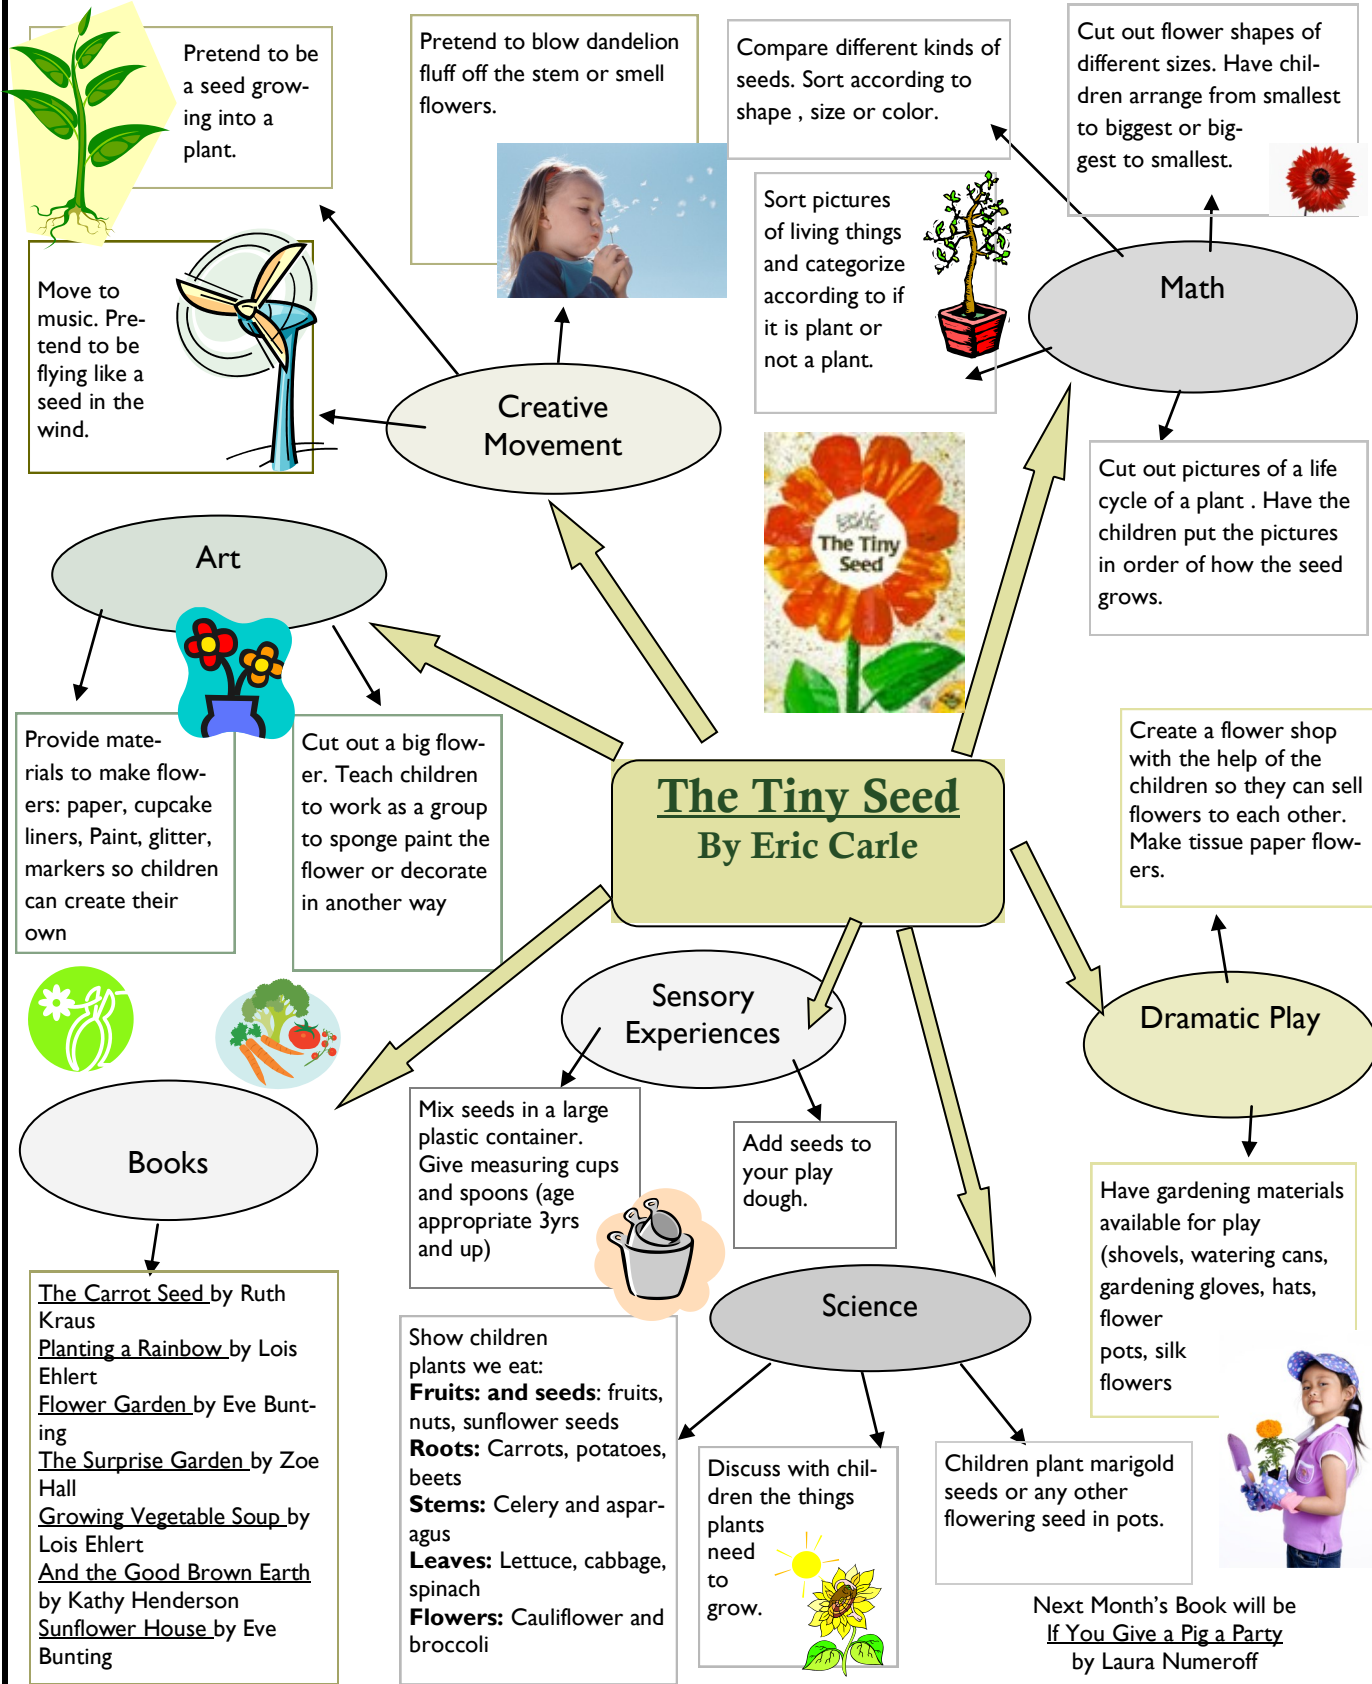 Pretend to be
a seed grow-
ing into a
plant.
Pretend to blow dandelion
fluff off the stem or smell
flowers.
Compare different kinds of
seeds. Sort according to
shape , size or color.
Cut out flower shapes of
different sizes. Have chil-
dren arrange from smallest
to biggest or big-
gest to smallest.
Move to
music. Pre-
tend to be
flying like a
seed in the
wind.
Sort pictures
of living things
and categorize
according to if
it is plant or
not a plant.
Math
Creative
Movement
Cut out pictures of a life
cycle of a plant . Have the
children put the pictures
in order of how the seed
grows.
The Tiny
Seed
Art
Provide mate-
rials to make flow-
ers: paper, cupcake
liners, Paint, glitter,
markers so children
can create their
own
Cut out a big flow-
er. Teach children
to work as a group
to sponge paint the
flower or decorate
in another way
The Tiny Seed
By Eric Carle
Create a flower shop
with the help of the
children so they can sell
flowers to each other.
Make tissue paper flow-
ers.
Sensory
Experiences
Dramatic Play
Books
Mix seeds in a large
plastic container.
Give measuring cups
and spoons (age
appropriate 3yrs
and up)
Add seeds to
your play
dough.
Have gardening materials
available for play
(shovels, watering cans,
gardening gloves, hats,
flower
pots, silk
flowers
Science
The Carrot Seed by Ruth
Kraus
Planting a Rainbow by Lois
Ehlert
Flower Garden by Eve Bunt-
ing
The Surprise Garden by Zoe
Hall
Growing Vegetable Soup by
Lois Ehlert
And the Good Brown Earth
by Kathy Henderson
Sunflower House by Eve
Bunting
Show children
plants we eat:
Fruits: and seeds: fruits,
nuts, sunflower seeds
Roots: Carrots, potatoes,
beets
Stems: Celery and aspar-
agus
Leaves: Lettuce, cabbage,
spinach
Flowers: Cauliflower and
broccoli
Discuss with chil-
dren the things
plants
need
to
grow.
Children plant marigold
seeds or any other
flowering seed in pots.
Next Month's Book will be
If You Give a Pig a Party
by Laura Numeroff